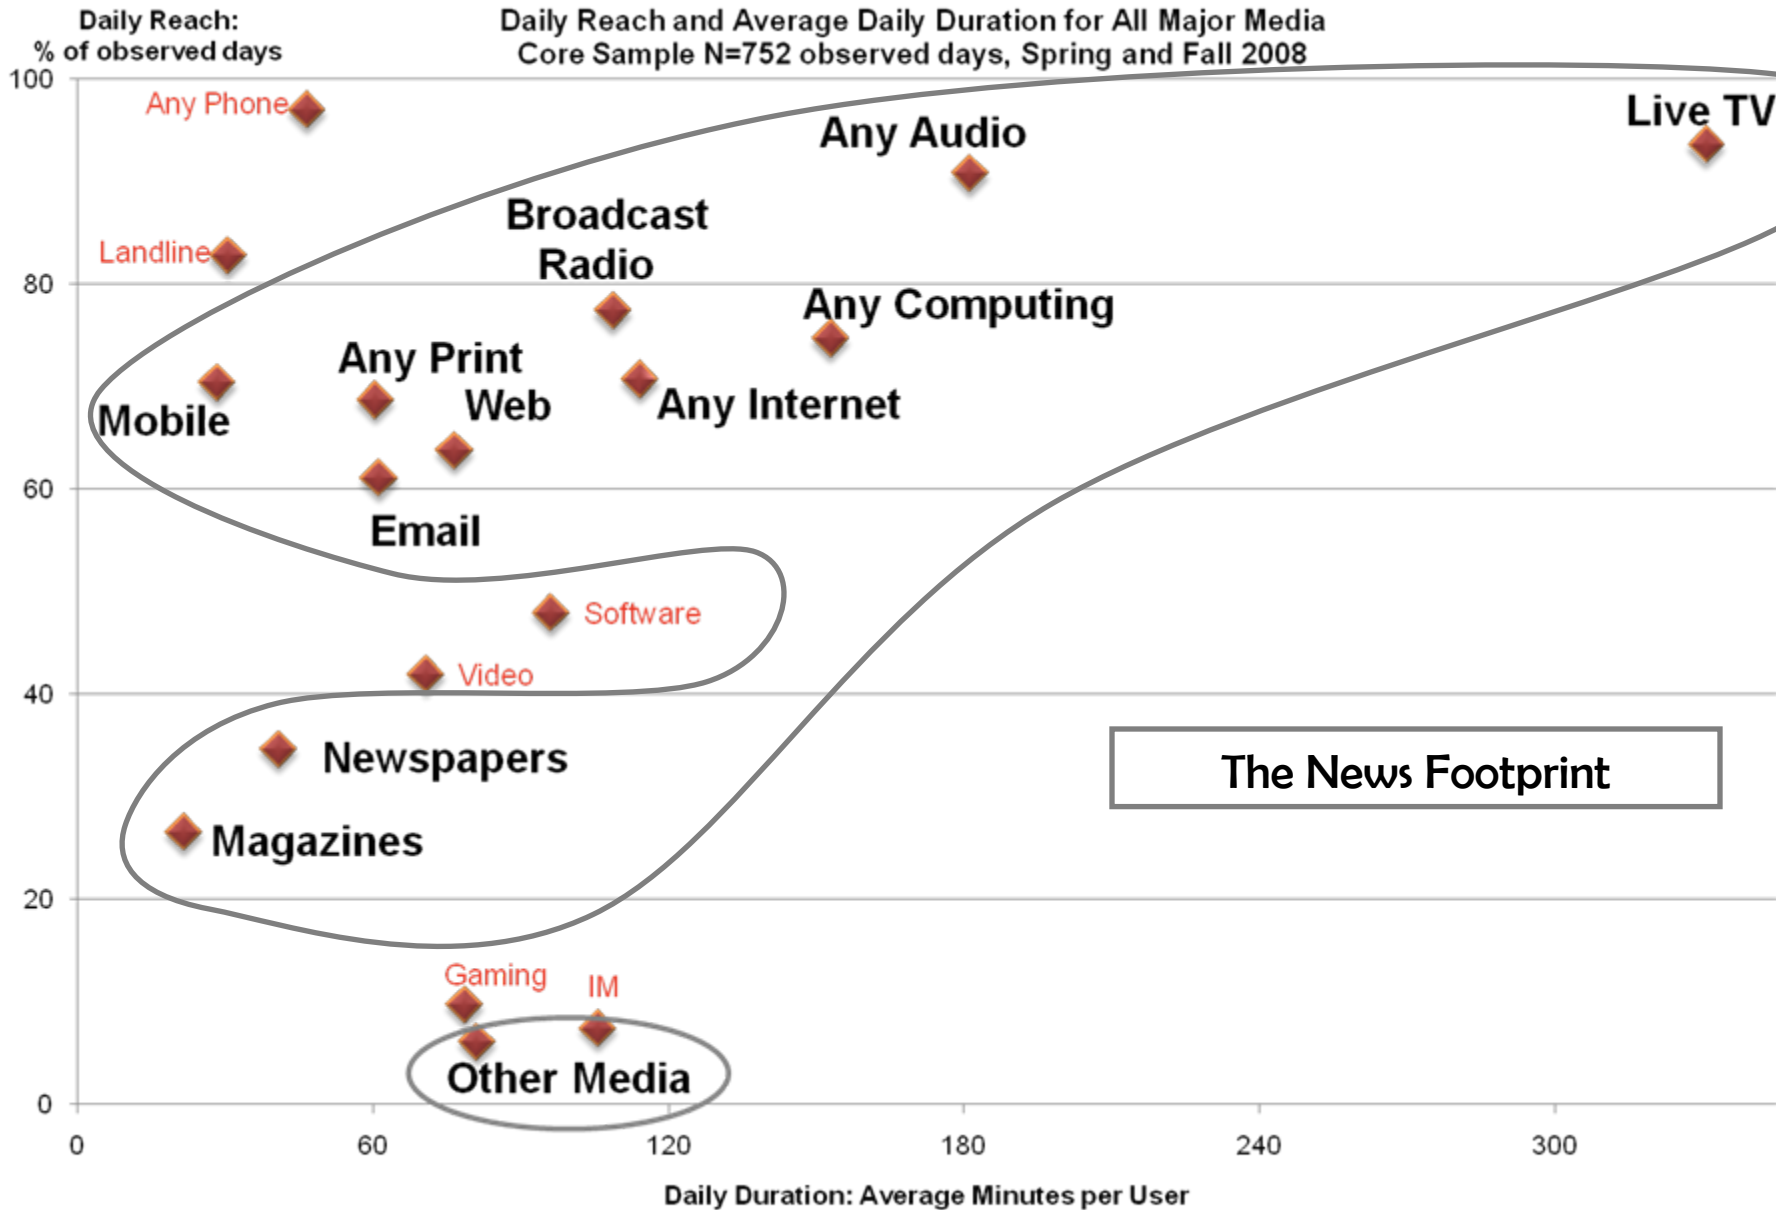 Daily Reach:
% of observed days
Daily Reach and Average Daily Duration for All Major Media
Core Sample N=752 observed days, Spring and Fall 2008
100
80
60
40
20
0
Any Phone
Live TV
Any Audio
Broadcast
Radio
Landline
Any Computing
Any Print
Web
Any Internet
Mobile
Email
Software
Video
Newspapers
Magazines
The News Footprint
Gaming
IM
Other Media
0
60
120
180
240
300
Daily Duration: Average Minutes per User